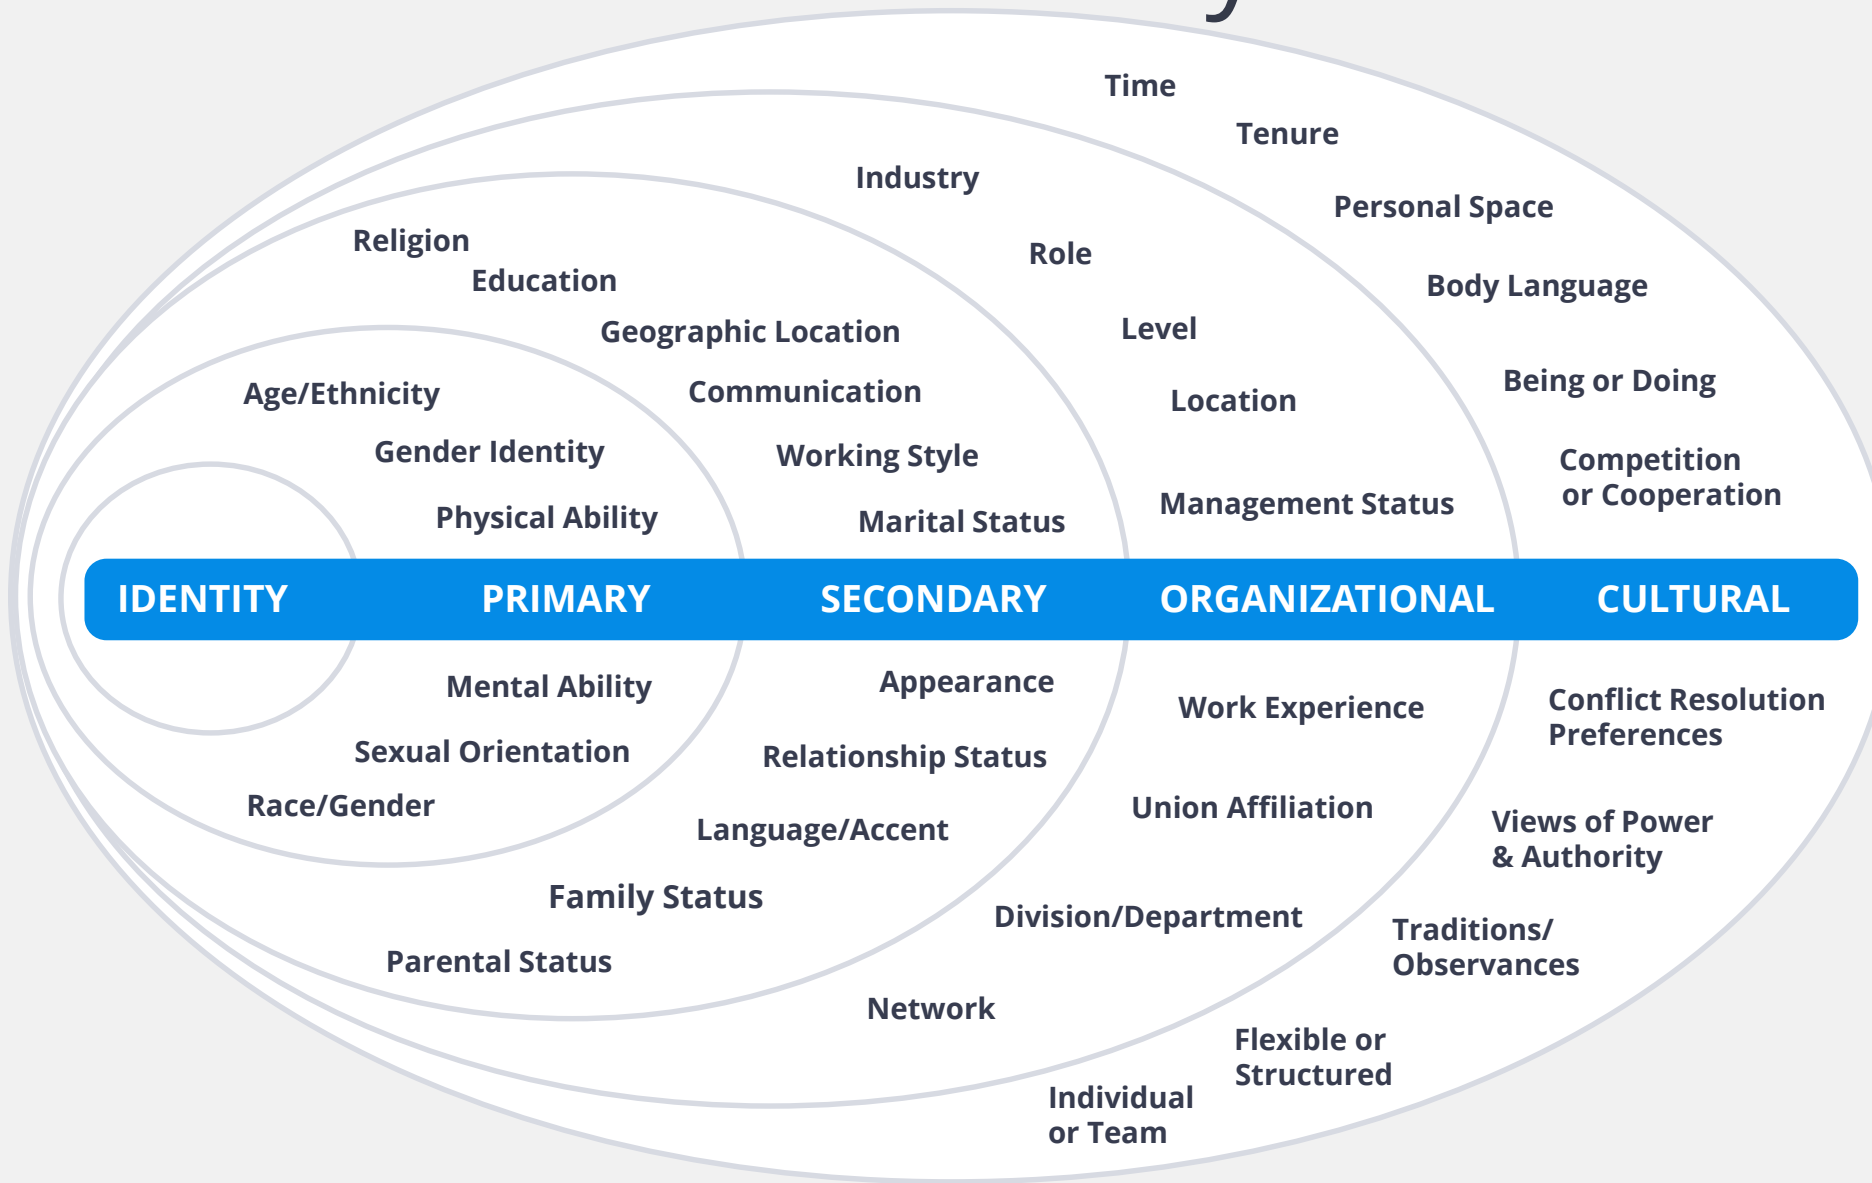 Time
Tenure
Industry
Personal Space
Religion
Role
Education
Body Language
Geographic Location
Level
Age/Ethnicity
Communication
Location
Being or Doing
Gender Identity
Working Style
Competition
or Cooperation
Physical Ability
Marital Status
Management Status
IDENTITY
PRIMARY
SECONDARY
ORGANIZATIONAL
CULTURAL
Mental Ability
Appearance
Work Experience
Conflict Resolution
Preferences
Sexual Orientation
Relationship Status
Race/Gender
Union Affiliation
Language/Accent
Views of Power
& Authority
Family Status
Division/Department
Traditions/
Observances
Parental Status
Network
Flexible or
Structured
Individual
or Team